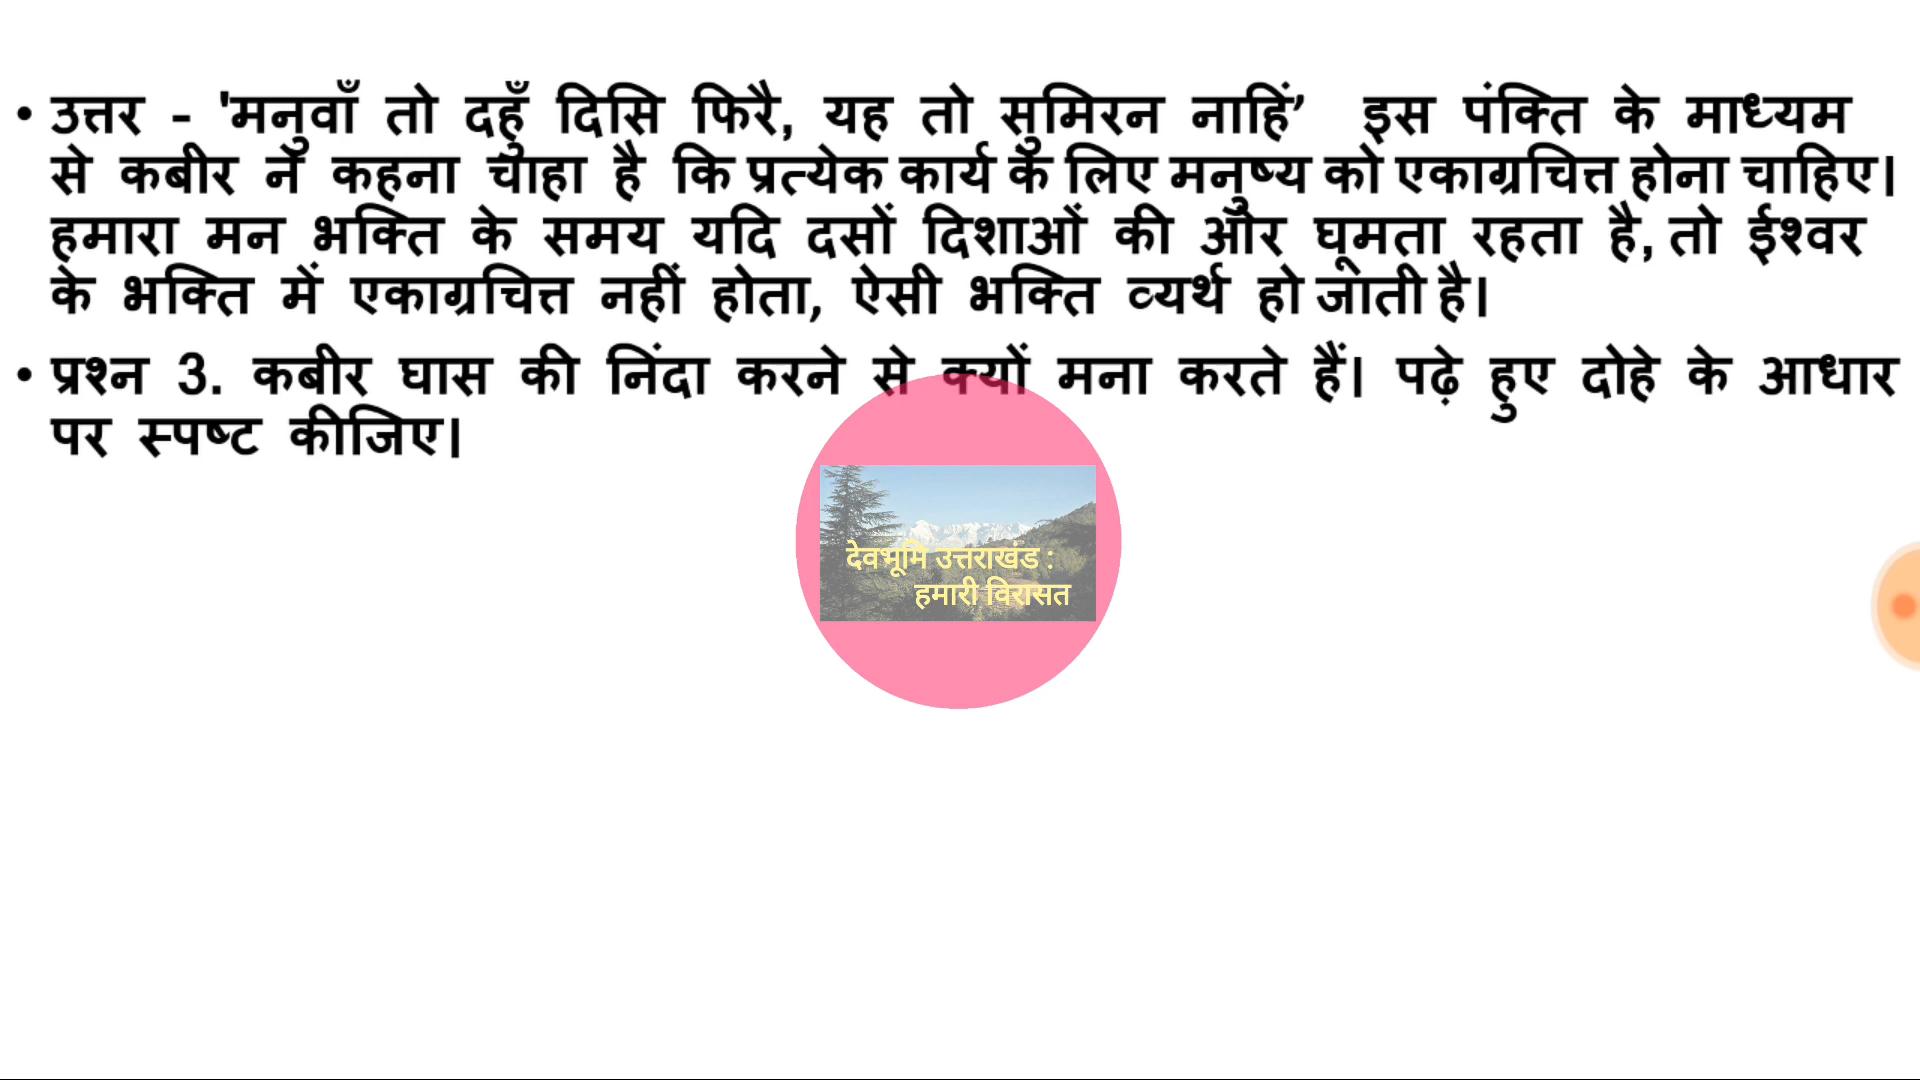 • उत्तर - 'मनुवाँ तो दहुँ दिसि फिरै, यह तो सुमिरन नाहिं’ इस पंक्ति के माध्यम
से कबीर ने कहना चाहा है कि प्रत्येक कार्य के लिए मनुष्य को एकाग्रचित्त होना चाहिए।
हमारा मन भक्ति के समय यदि दसों दिशाओं की और घूमता रहता है, तो ईश्वर
के भक्ति में एकाग्रचित्त नहीं होता, ऐसी भक्ति व्यर्थ हो जाती है।
• प्रश्न 3. कबीर घास की निंदा करने से क्यों मना करते हैं। पढ़े हुए दोहे के आधार
पर स्पष्ट कीजिए।
देवभूमि उत्तराखंड :
हमारी विरासत